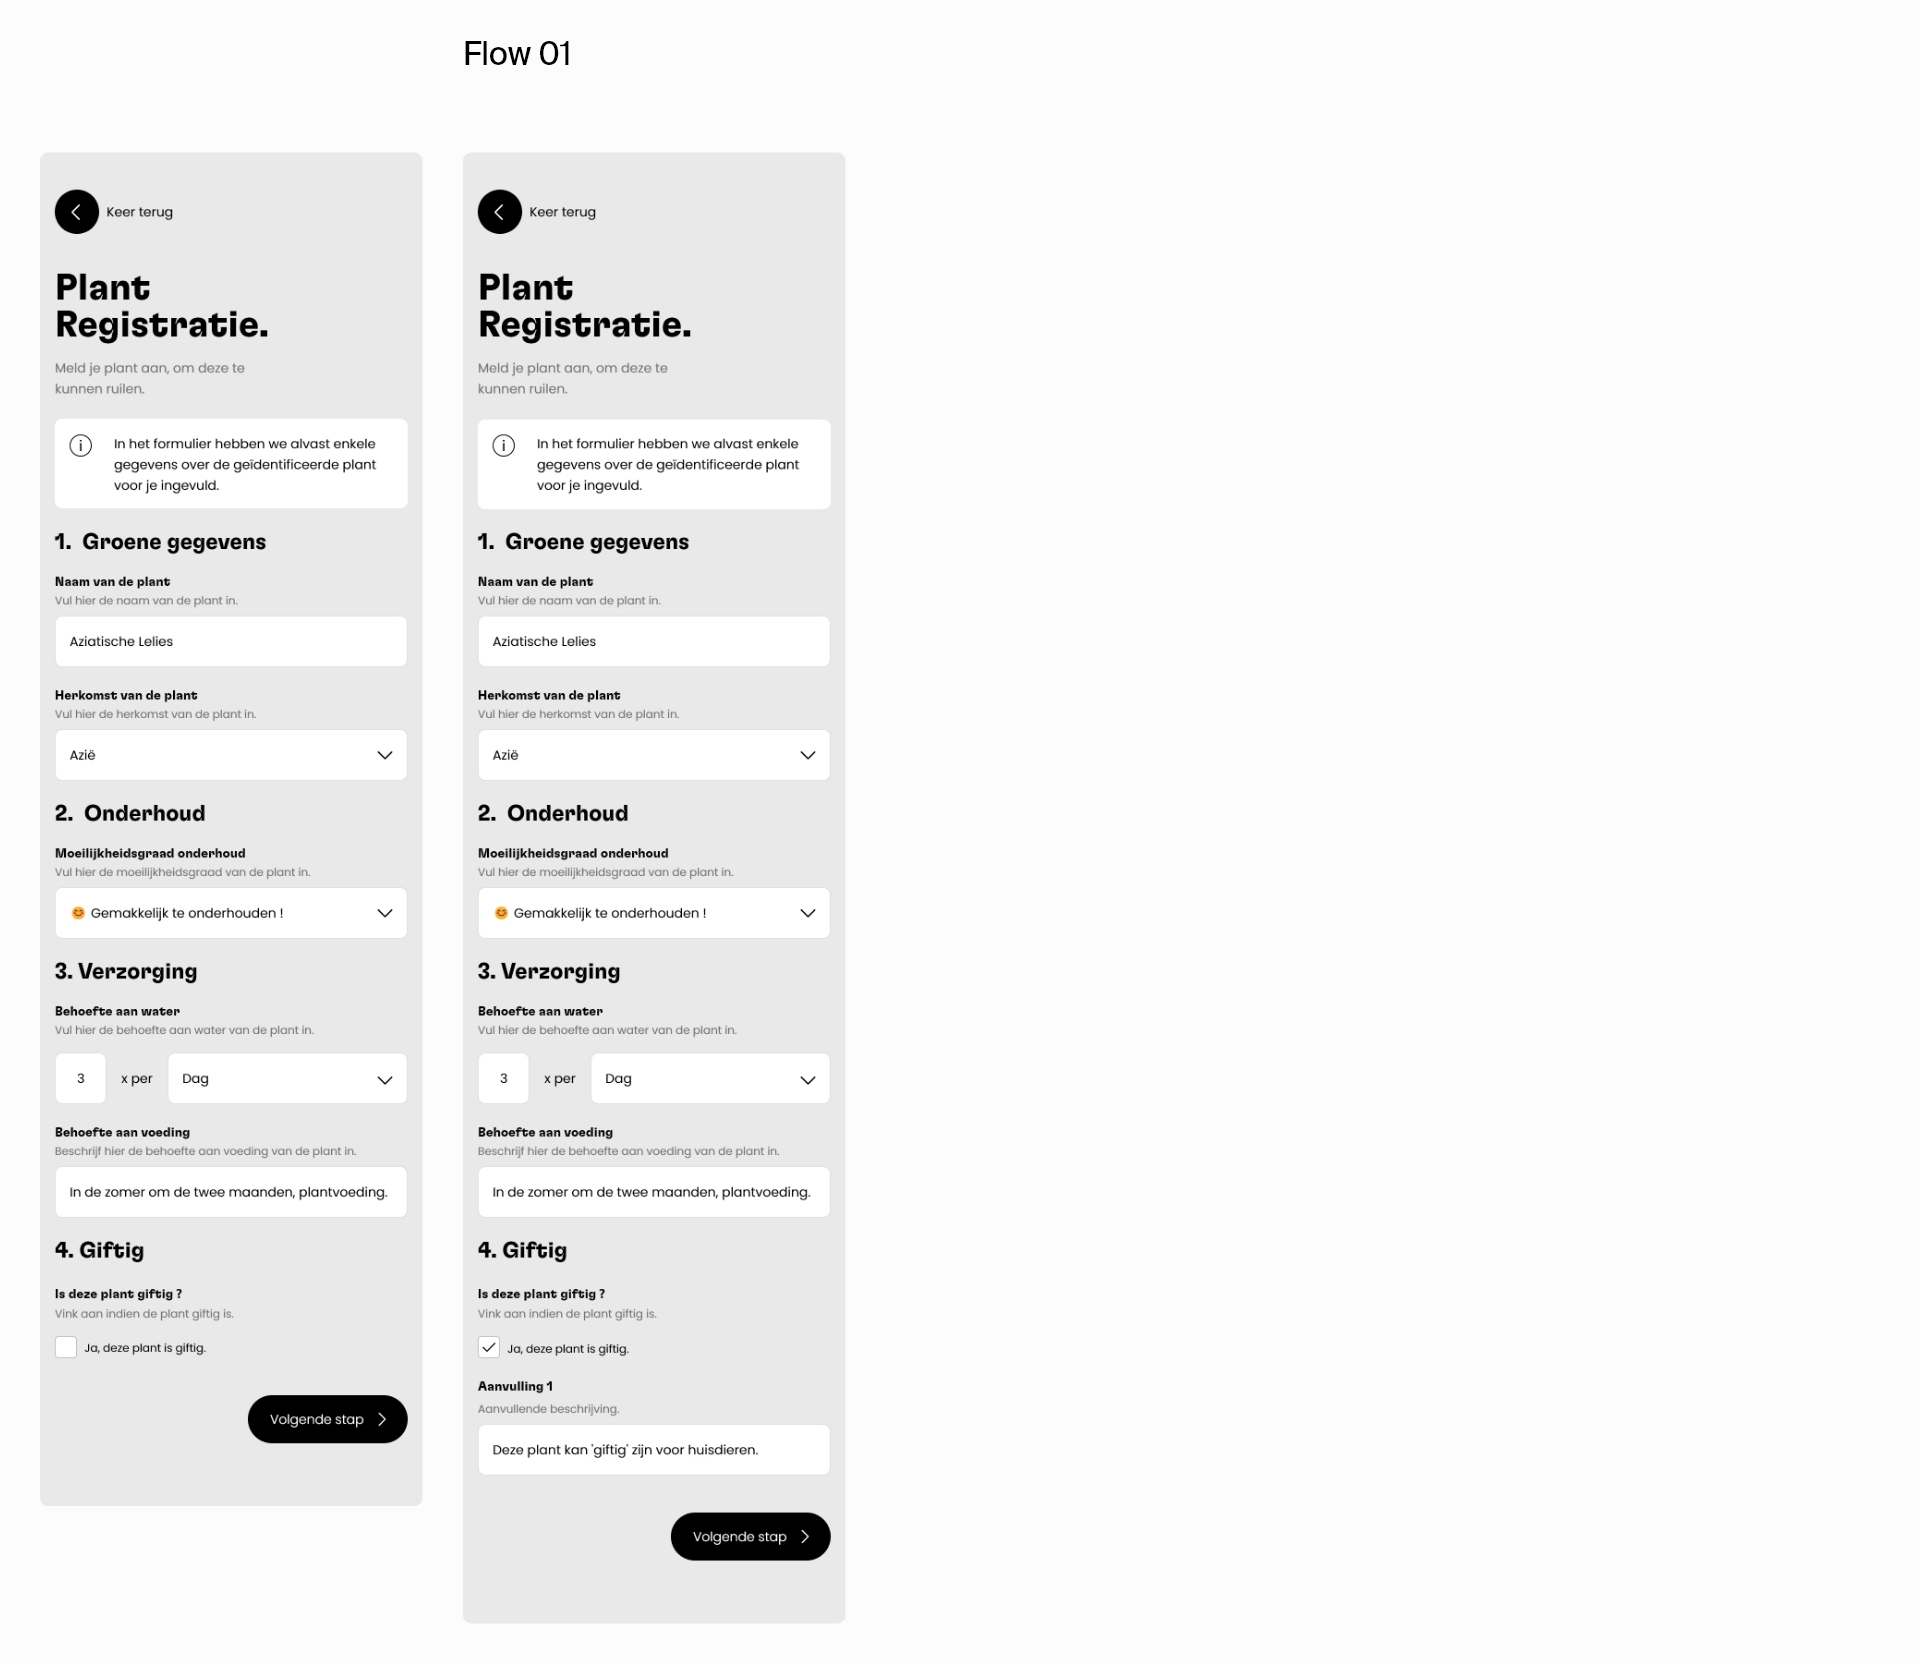 Flow 01
Keer terug
Plant
Registratie.
Meld je plant aan, om deze te
kunnen ruilen.
In het formulier hebben we alvast enkele
gegevens over de geïdentificeerde plant
voor je ingevuld.
1. Groene gegevens
Naam van de plant
Vul hier de naam van de plant in.
Aziatische Lelies
Herkomst van de plant
Vul hier de herkomst van de plant in.
Azië
2. Onderhoud
Moeilijkheidsgraad onderhoud
Vul hier de moeilijkheidsgraad van de plant in.
😊 Gemakkelijk te onderhouden !
3. Verzorging
Behoefte aan water
Vul hier de behoefte aan water van de plant in.
3 x per Dag
Behoefte aan voeding
Beschrijf hier de behoefte aan voeding van de plant in.
In de zomer om de twee maanden, plantvoeding.
4. Giftig
Is deze plant giftig ?
Vink aan indien de plant giftig is.
Ja, deze plant is giftig.
Volgende stap
Keer terug
Plant
Registratie.
Meld je plant aan, om deze te
kunnen ruilen.
In het formulier hebben we alvast enkele
gegevens over de geïdentificeerde plant
voor je ingevuld.
1. Groene gegevens
Naam van de plant
Vul hier de naam van de plant in.
Aziatische Lelies
Herkomst van de plant
Vul hier de herkomst van de plant in.
Azië
2. Onderhoud
Moeilijkheidsgraad onderhoud
Vul hier de moeilijkheidsgraad van de plant in.
😊 Gemakkelijk te onderhouden !
3. Verzorging
Behoefte aan water
Vul hier de behoefte aan water van de plant in.
3 x per Dag
Behoefte aan voeding
Beschrijf hier de behoefte aan voeding van de plant in.
In de zomer om de twee maanden, plantvoeding.
4. Giftig
Is deze plant giftig ?
Vink aan indien de plant giftig is.
Ja, deze plant is giftig.
Aanvulling 1
Aanvullende beschrijving.
Deze plant kan 'giftig' zijn voor huisdieren.
Volgende stap